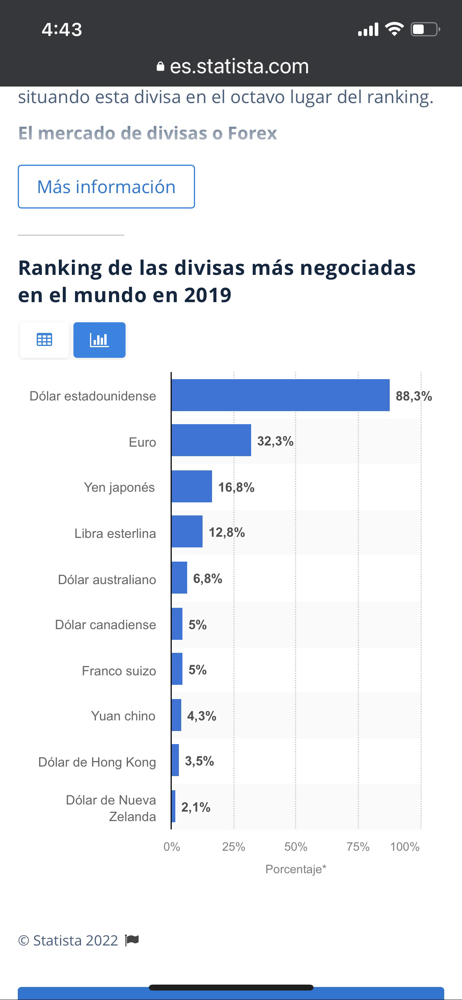 4:43
es.statista.com
situando esta divisa en el octavo lugar del ranking.
El mercado de divisas o Forex
Más información
Ranking de las divisas más negociadas
en el mundo en 2019
Dólar estadounidense 88,3%
Euro 32,3%
Yen japonés 16,8%
Libra esterlina 12,8%
Dólar australiano 6,8%
Dólar canadiense 5%
Franco suizo 5%
Yuan chino 4,3%
Dólar de Hong Kong 3,5%
Dólar de Nueva
Zelanda 2,1%
0% 25% 50% 75% 100%
Porcentaje*
© Statista 2022